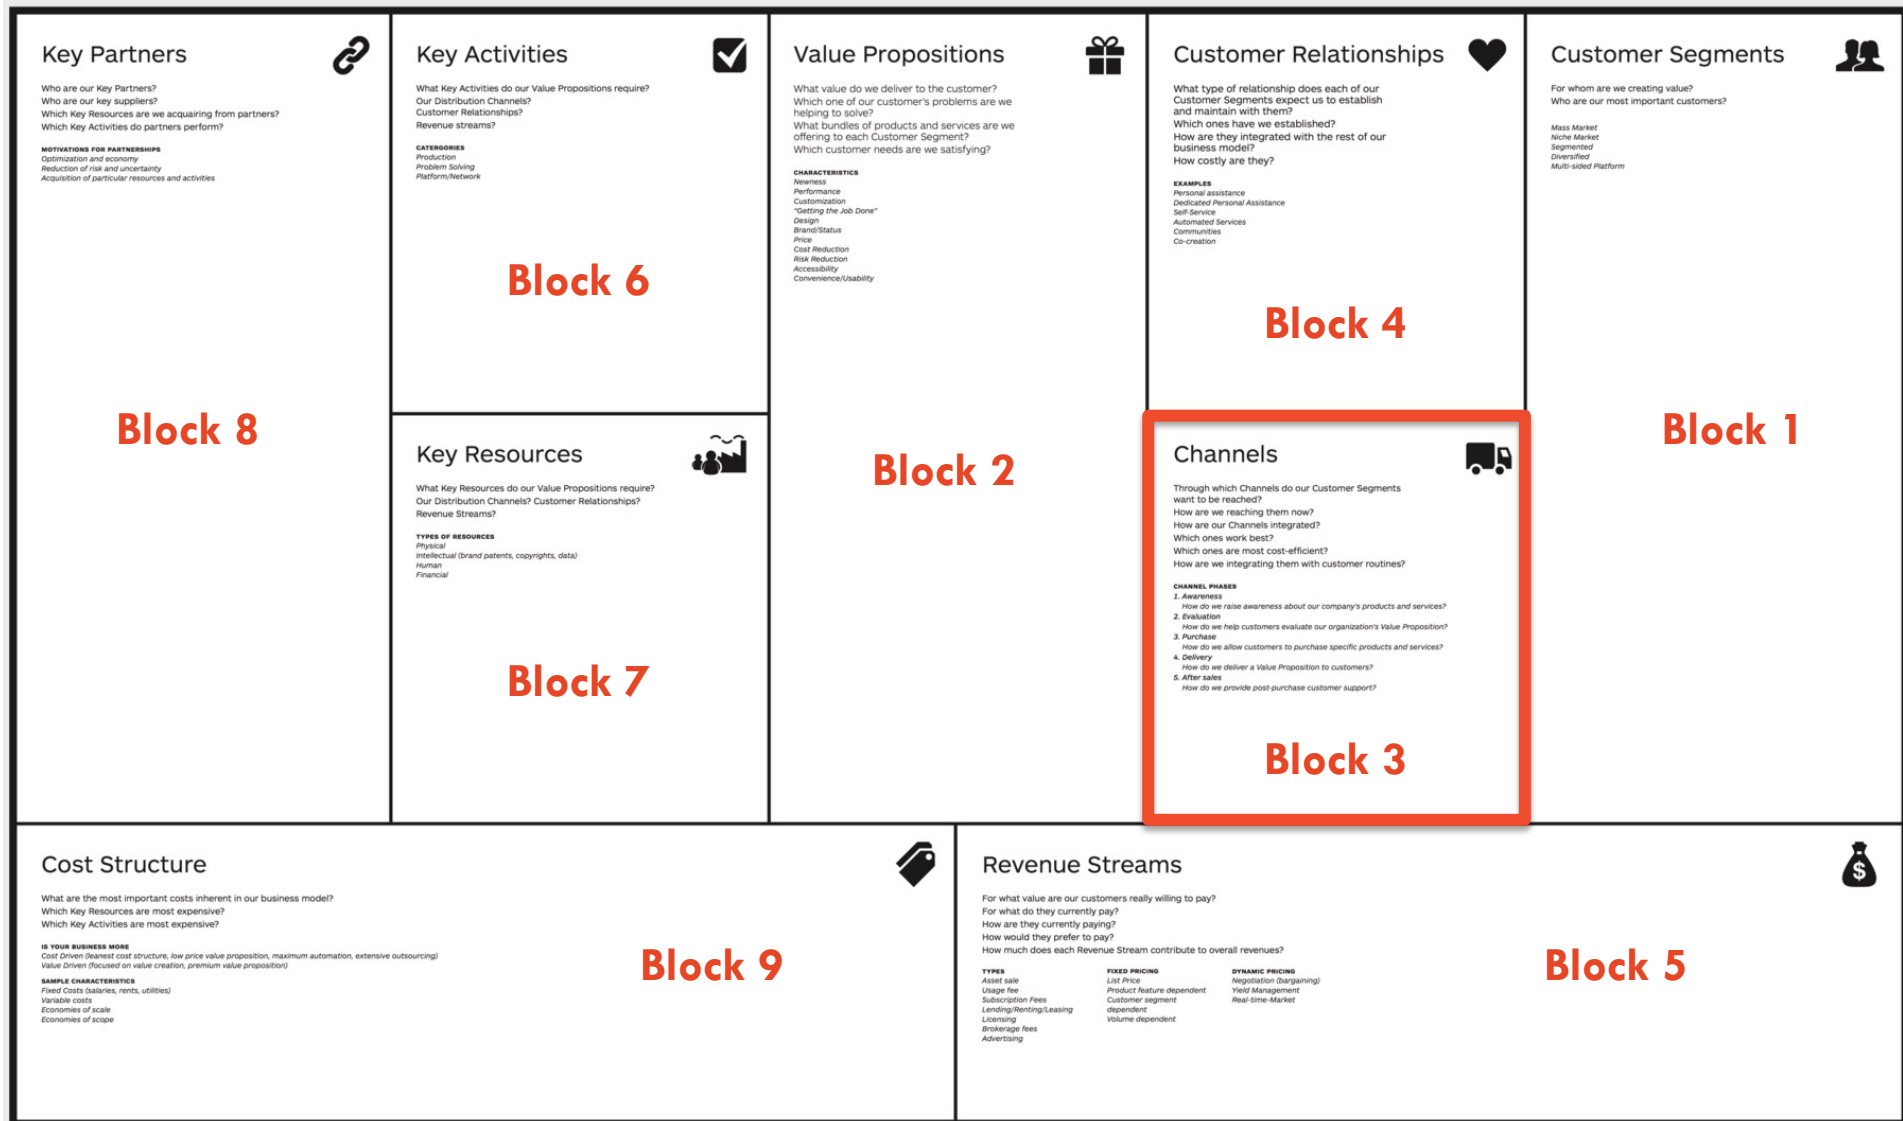 Key Partners
Who are our Key Partners?
Who are our key suppliers?
Which Key Resources are we acquairing from partners?
Which Key Activities do partners perform?
MOTIVATIONS FOR PARTNERSHIPS
Optimization and economy
Reduction of risk and uncertainty
Acquisition of particular resources and activities
Block 8
Key Activities
What Key Activities do our Value Propositions require?
Our Distribution Channels?
Customer Relationships?
Revenue streams?
CATERGORIES
Production
Problem Solving
Platform/Network
Block 6
Key Resources
What Key Resources do our Value Propositions require?
Our Distribution Channels? Customer Relationships?
Revenue Streams?
TYPES OF RESOURCES
Physical
Intellectual (brand patents, copyrights, data)
Human
Financial
Block 7
Value Propositions
What value do we deliver to the customer?
Which one of our customer's problems are we
helping to solve?
What bundles of products and services are we
offering to each Customer Segment?
Which customer needs are we satisfying?
CHARACTERISTICS
Newness
Performance
Customization
"Getting the Job Done"
Design
Brand/Status
Price
Cost Reduction
Risk Reduction
Accessibility
Convenience/Usability
Block 2
Customer Relationships
What type of relationship does each of our
Customer Segments expect us to establish
and maintain with them?
Which ones have we established?
How are they integrated with the rest of our
business model?
How costly are they?
EXAMPLES
Personal assistance
Dedicated Personal Assistance
Self-Service
Automated Services
Communities
Co-creation
Block 4
Channels
Through which Channels do our Customer Segments
want to be reached?
How are we reaching them now?
How are our Channels integrated?
Which ones work best?
Which ones are most cost-efficient?
How are we integrating them with customer routines?
CHANNEL PHASES
1. Awareness
How do we raise awareness about our company's products and services?
2. Evaluation
How do we help customers evaluate our organization's Value Proposition?
3. Purchase
How do we allow customers to purchase specific products and services?
4. Delivery
How do we deliver a Value Proposition to customers?
5. After sales
How do we provide post-purchase customer support?
Block 3
Customer Segments
For whom are we creating value?
Who are our most important customers?
Mass Market
Niche Market
Segmented
Diversified
Multi-sided Platform
Block 1
Cost Structure
What are the most important costs inherent in our business model?
Which Key Resources are most expensive?
Which Key Activities are most expensive?
IS YOUR BUSINESS MORE
Cost Driven (leanest cost structure, low price value proposition, maximum automation, extensive outsourcing)
Value Driven (focused on value creation, premium value proposition)
SAMPLE CHARACTERISTICS
Fixed Costs (salaries, rents, utilities)
Variable costs
Economies of scale
Economies of scope
Block 9
Revenue Streams
$
For what value are our customers really willing to pay?
For what do they currently pay?
How are they currently paying?
How would they prefer to pay?
How much does each Revenue Stream contribute to overall revenues?
TYPES
Asset sale
Usage fee
Subscription Fees
Lending/Renting/Leasing
Licensing
Brokerage fees
Advertising
FIXED PRICING
List Price
Product feature dependent
Customer segment
dependent
Volume dependent
DYNAMIC PRICING
Negotiation (bargaining)
Yield Management
Real-time-Market
Block 5